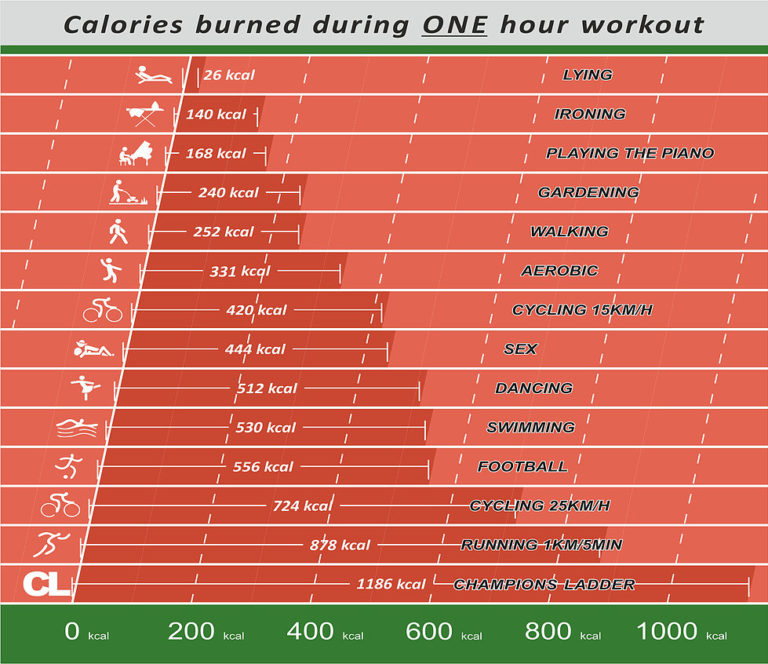 Calories burned during ONE hour workout
26 kcal LYING
140 kcal IRONING
168 kcal PLAYING THE PIANO
240 kcal GARDENING
252 kcal WALKING
331 kcal AEROBIC
420 kcal CYCLING 15KM/H
444 kcal SEX
512 kcal DANCING
530 kcal SWIMMING
556 kcal FOOTBALL
724 kcal CYCLING 25KM/H
878 kcal RUNNING 1KM/5MIN
CL 1186 kcal CHAMPIONS LADDER
0 kcal 200 kcal 400 kcal 600 kcal 800 kcal 1000 kcal